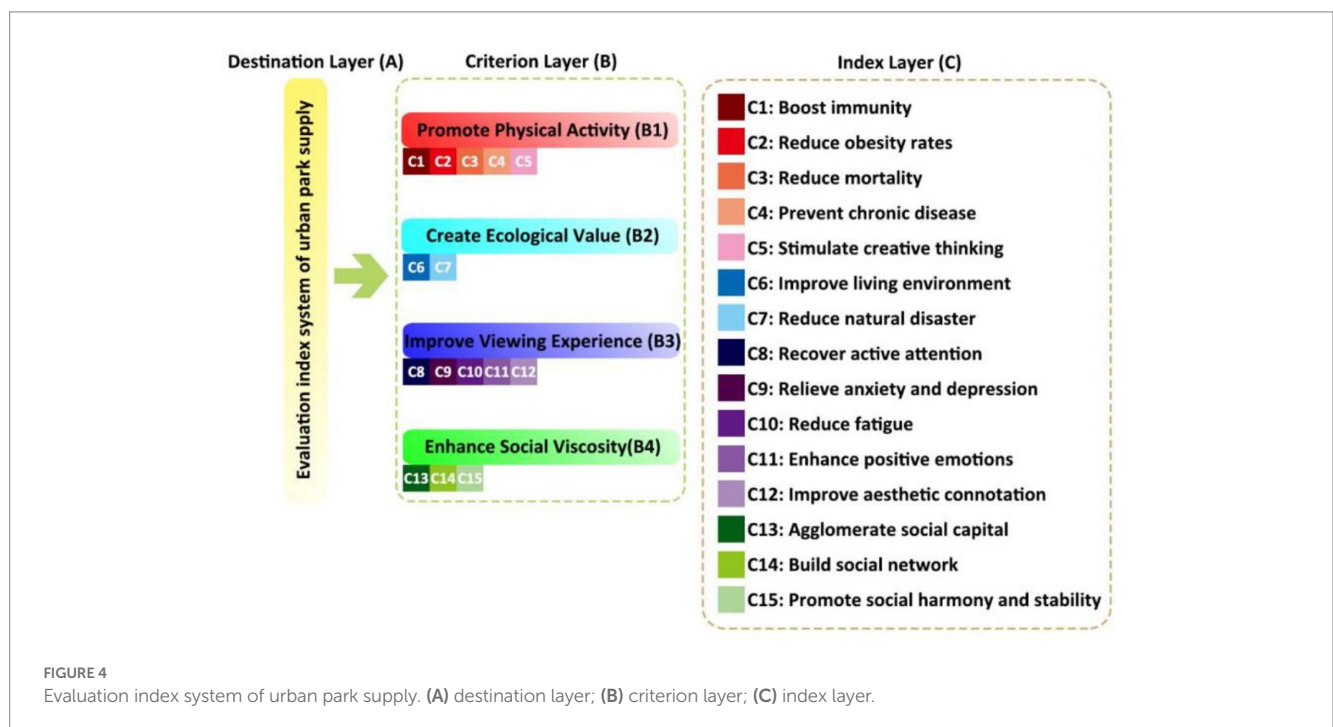 Destination Layer (A)
Evaluation index system of urban park supply
Criterion Layer (B)
Promote Physical Activity (B1)
C1 C2 C3 C4 C5
Create Ecological Value (B2)
C6 C7
Improve Viewing Experience (B3)
C8 C9 C10 C11 C12
Enhance Social Viscosity(B4)
C13 C14 C15
Index Layer (C)
C1: Boost immunity
C2: Reduce obesity rates
C3: Reduce mortality
C4: Prevent chronic disease
C5: Stimulate creative thinking
C6: Improve living environment
C7: Reduce natural disaster
C8: Recover active attention
C9: Relieve anxiety and depression
C10: Reduce fatigue
C11: Enhance positive emotions
C12: Improve aesthetic connotation
C13: Agglomerate social capital
C14: Build social network
C15: Promote social harmony and stability
FIGURE 4
Evaluation index system of urban park supply. (A) destination layer; (B) criterion layer; (C) index layer.